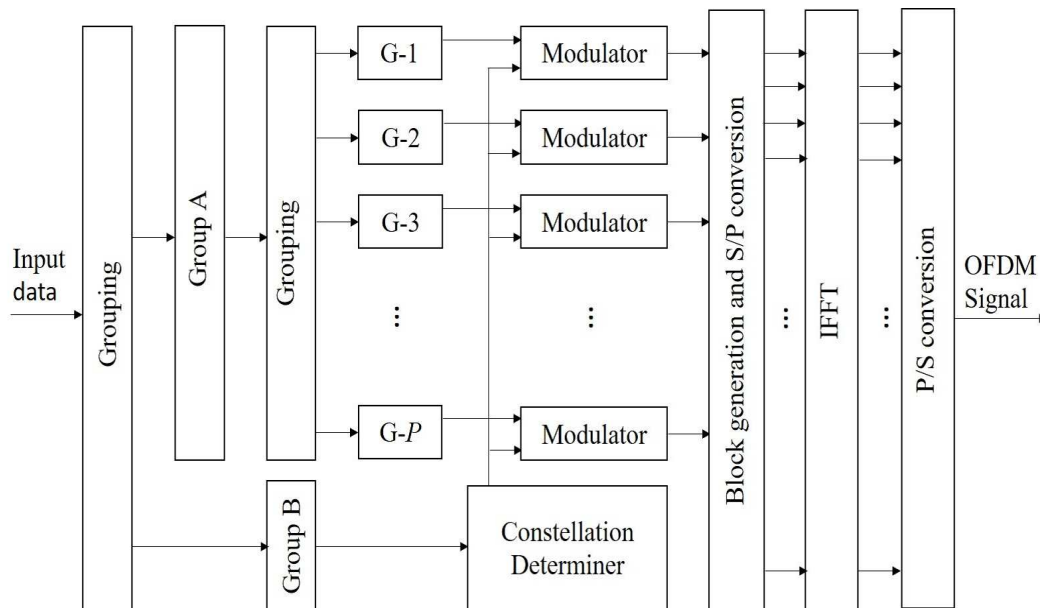 Input
data
Grouping
Group A
Grouping
G-1
G-2
G-3
...
G-P
Modulator
Modulator
Modulator
...
Modulator
Group B
Constellation
Determiner
Block generation and S/P conversion
...
IFFT
...
P/S conversion
OFDM
Signal